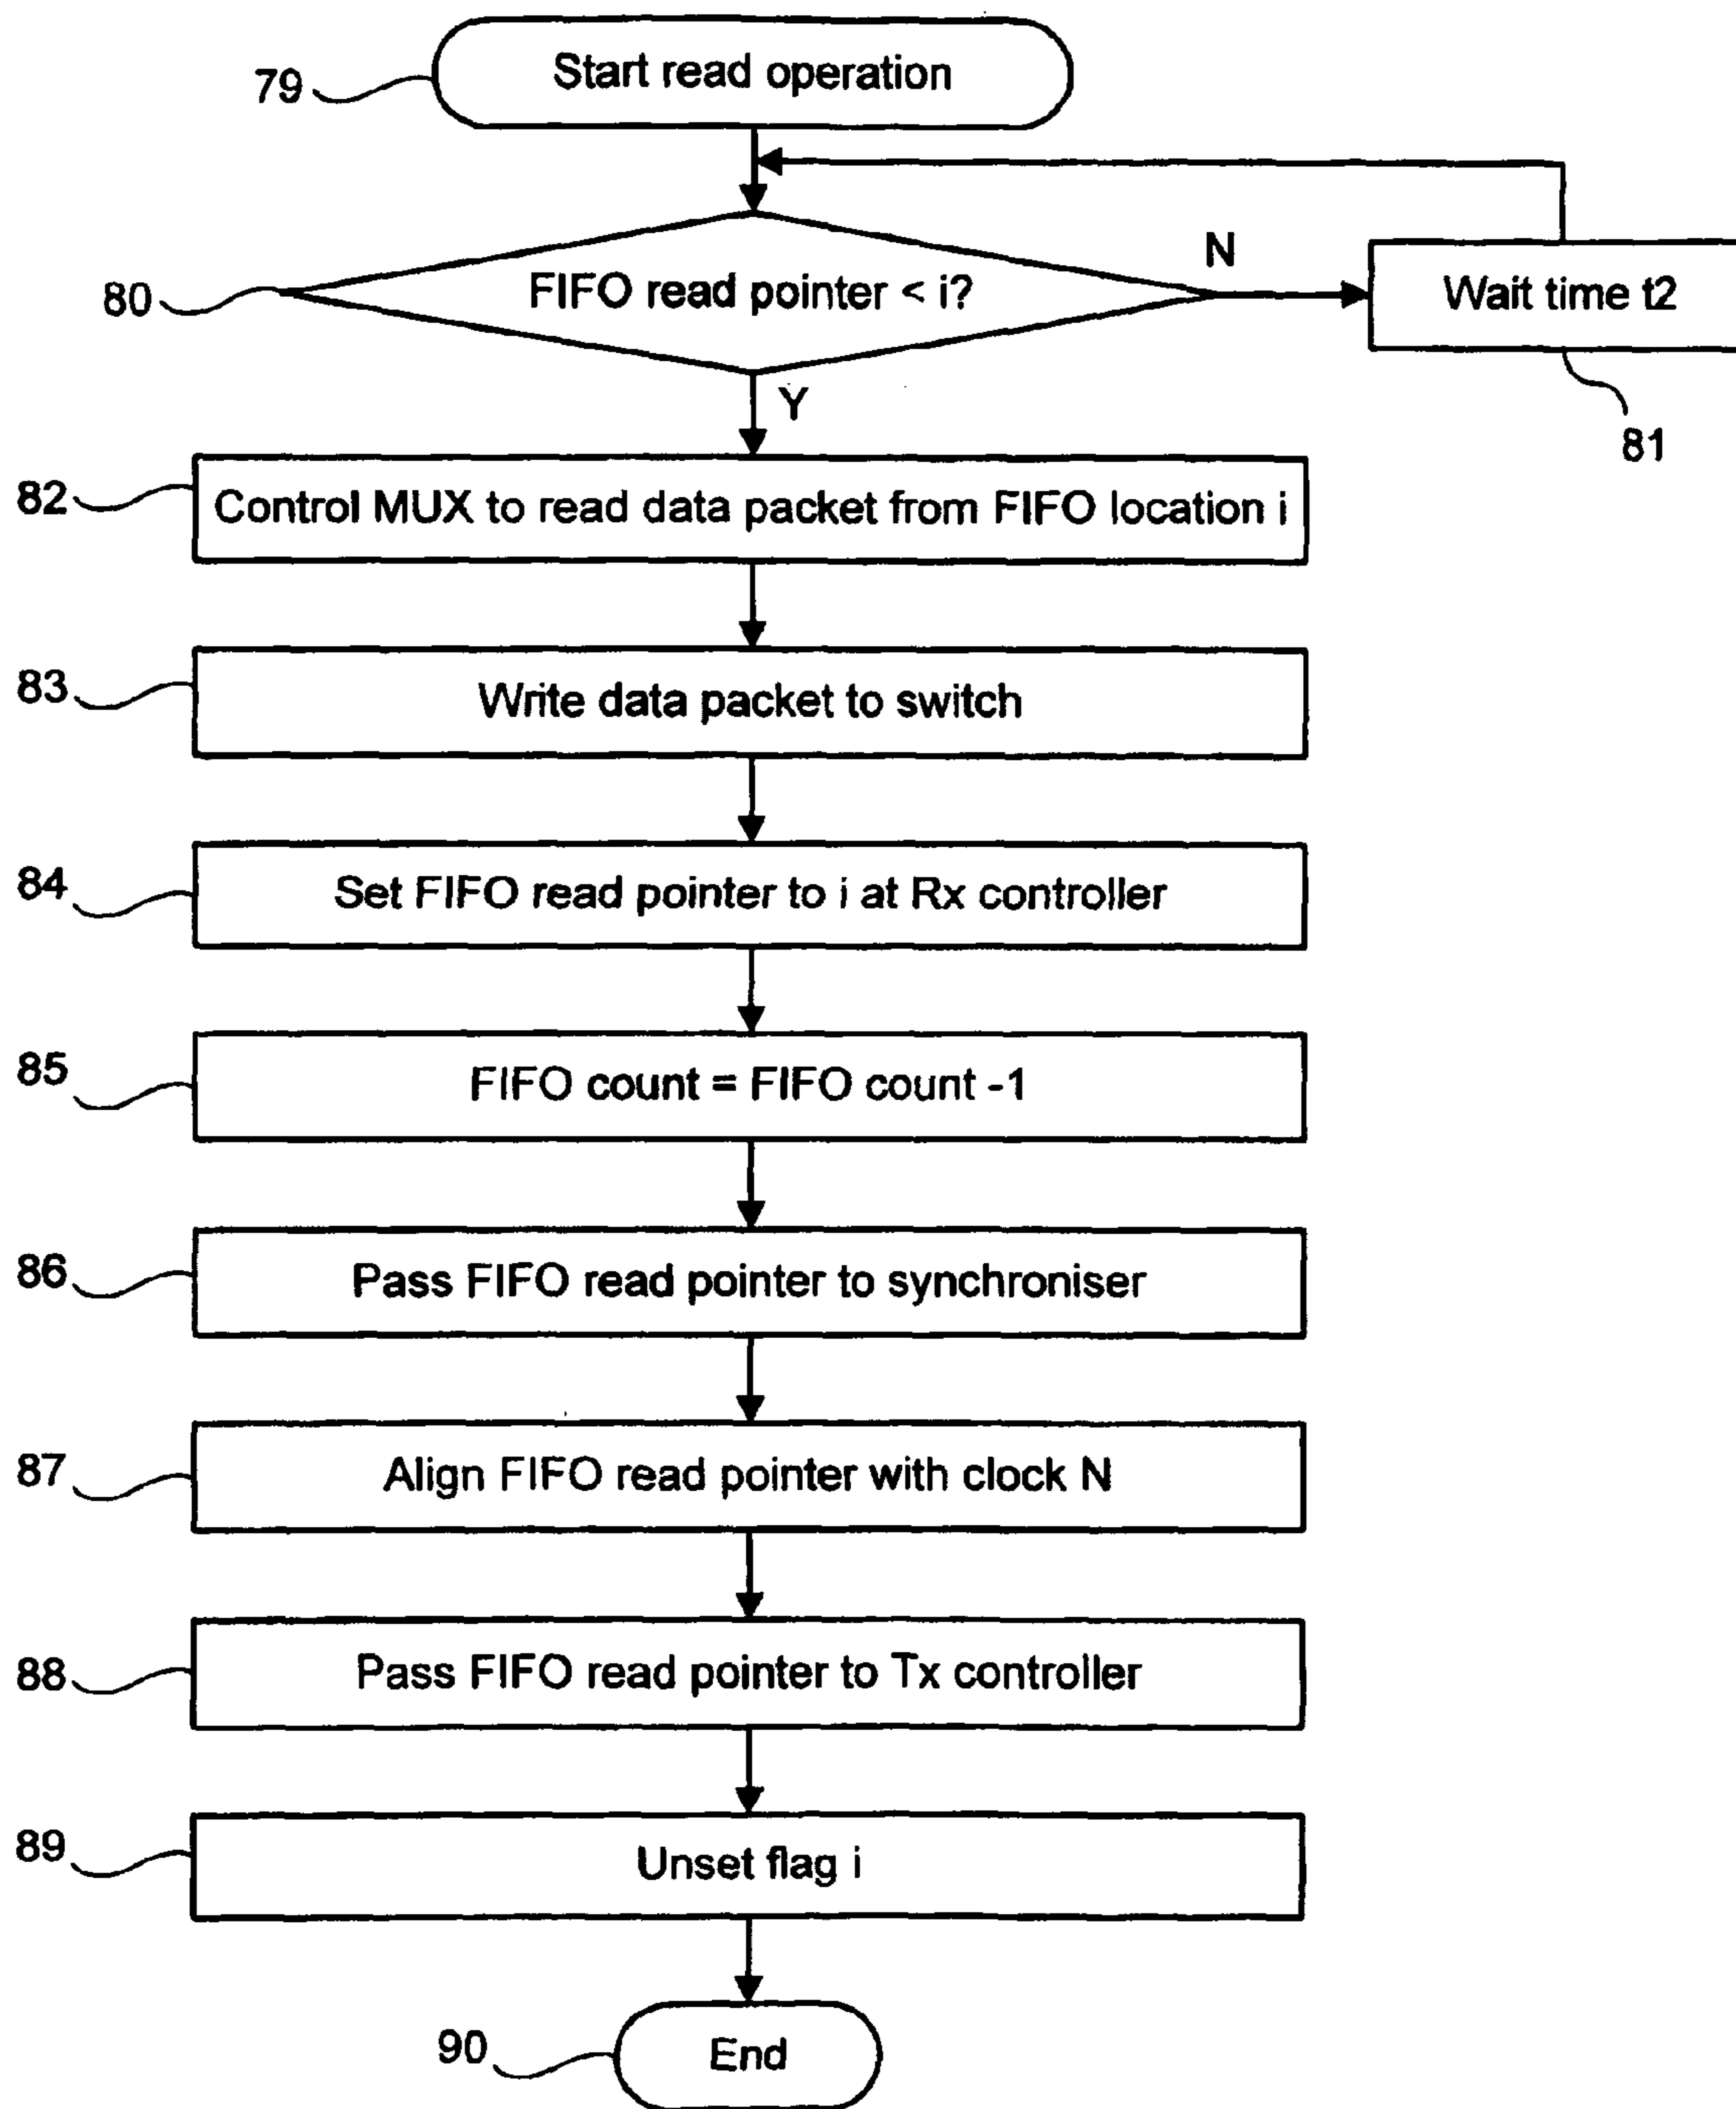 Start read operation
79
FIFO read pointer < i?
80
N
Wait time t2
81
Y
Control MUX to read data packet from FIFO location i
82
Write data packet to switch
83
Set FIFO read pointer to i at Rx controller
84
FIFO count = FIFO count -1
85
Pass FIFO read pointer to synchroniser
86
Align FIFO read pointer with clock N
87
Pass FIFO read pointer to Tx controller
88
Unset flag i
89
End
90